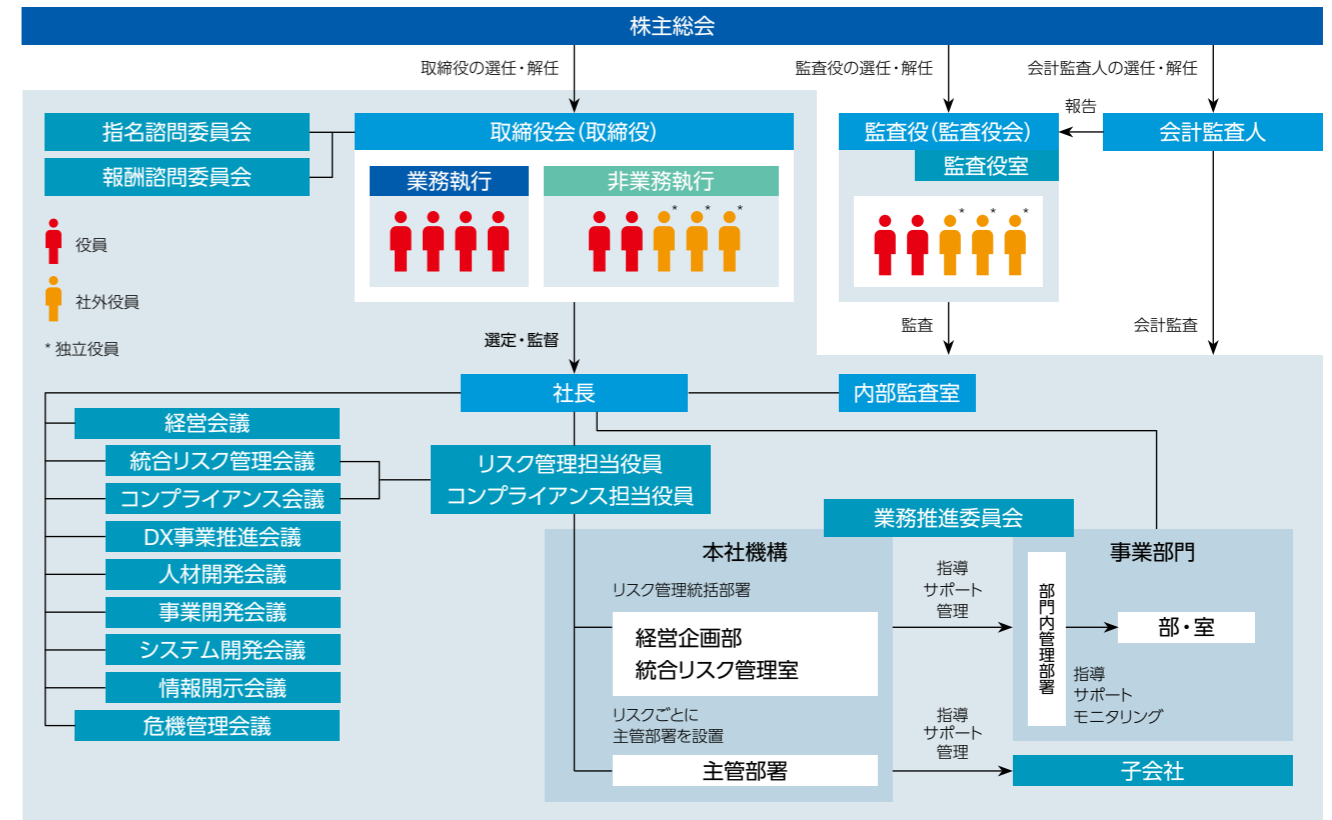 株主総会
取締役の選任・解任
監査役の選任・解任
会計監査人の選任・解任
指名諮問委員会
報酬諮問委員会
取締役会(取締役)
業務執行
非業務執行
* * *
監査役(監査役会)
監査役室
* * *
報告
会計監査人
役員
社外役員
* 独立役員
選定・監督
監査
会計監査
社長
内部監査室
経営会議
統合リスク管理会議
コンプライアンス会議
DX事業推進会議
人材開発会議
事業開発会議
システム開発会議
情報開示会議
危機管理会議
リスク管理担当役員
コンプライアンス担当役員
業務推進委員会
本社機構
リスク管理統括部署
経営企画部
統合リスク管理室
リスクごとに
主管部署を設置
主管部署
指導
サポート
管理
指導
サポート
管理
事業部門
部門内管理部署
部・室
指導
サポート
モニタリング
子会社